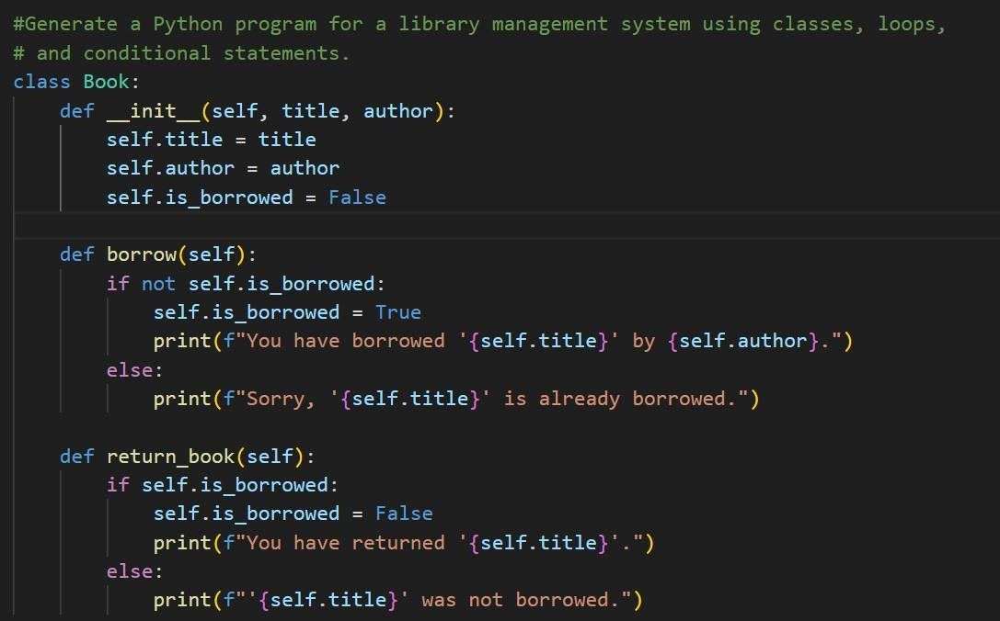 #Generate a Python program for a library management system using classes, loops,
# and conditional statements.
class Book:
    def __init__(self, title, author):
        self.title = title
        self.author = author
        self.is_borrowed = False

    def borrow(self):
        if not self.is_borrowed:
            self.is_borrowed = True
            print(f"You have borrowed '{self.title}' by {self.author}.")
        else:
            print(f"Sorry, '{self.title}' is already borrowed.")

    def return_book(self):
        if self.is_borrowed:
            self.is_borrowed = False
            print(f"You have returned '{self.title}'.")
        else:
            print(f"'{self.title}' was not borrowed.")